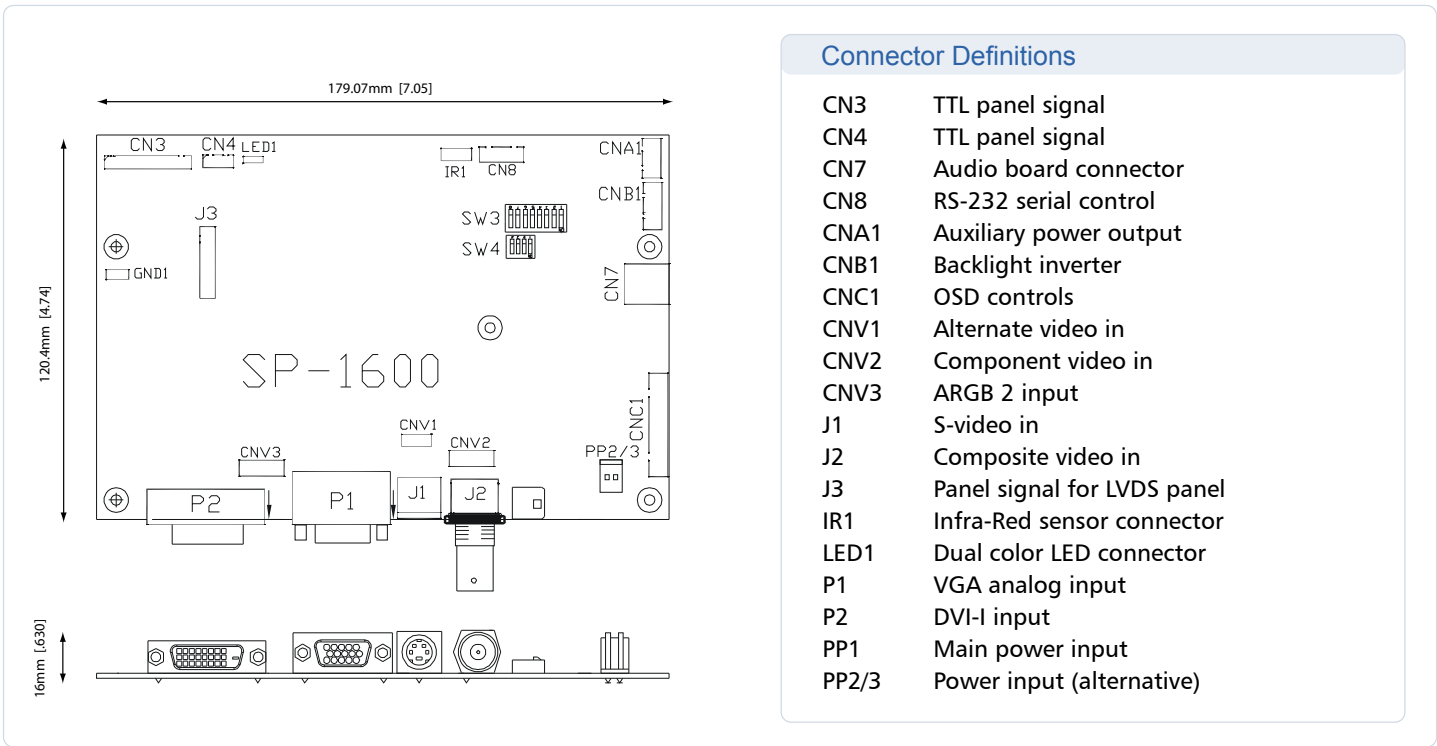 179.07mm [7.05]
120.4mm [4.74]
CN3
CN4
LED1
IR1
CN8
CNA1
CNB1
J3
SW3
SW4
GND1
CN7
SP-1600
CNV1
CNV2
CNV3
CNC1
PP2/3
P2
P1
J1
J2
16mm [.630]
Connector Definitions
CN3 TTL panel signal
CN4 TTL panel signal
CN7 Audio board connector
CN8 RS-232 serial control
CNA1 Auxiliary power output
CNB1 Backlight inverter
CNC1 OSD controls
CNV1 Alternate video in
CNV2 Component video in
CNV3 ARGB 2 input
J1 S-video in
J2 Composite video in
J3 Panel signal for LVDS panel
IR1 Infra-Red sensor connector
LED1 Dual color LED connector
P1 VGA analog input
P2 DVI-I input
PP1 Main power input
PP2/3 Power input (alternative)